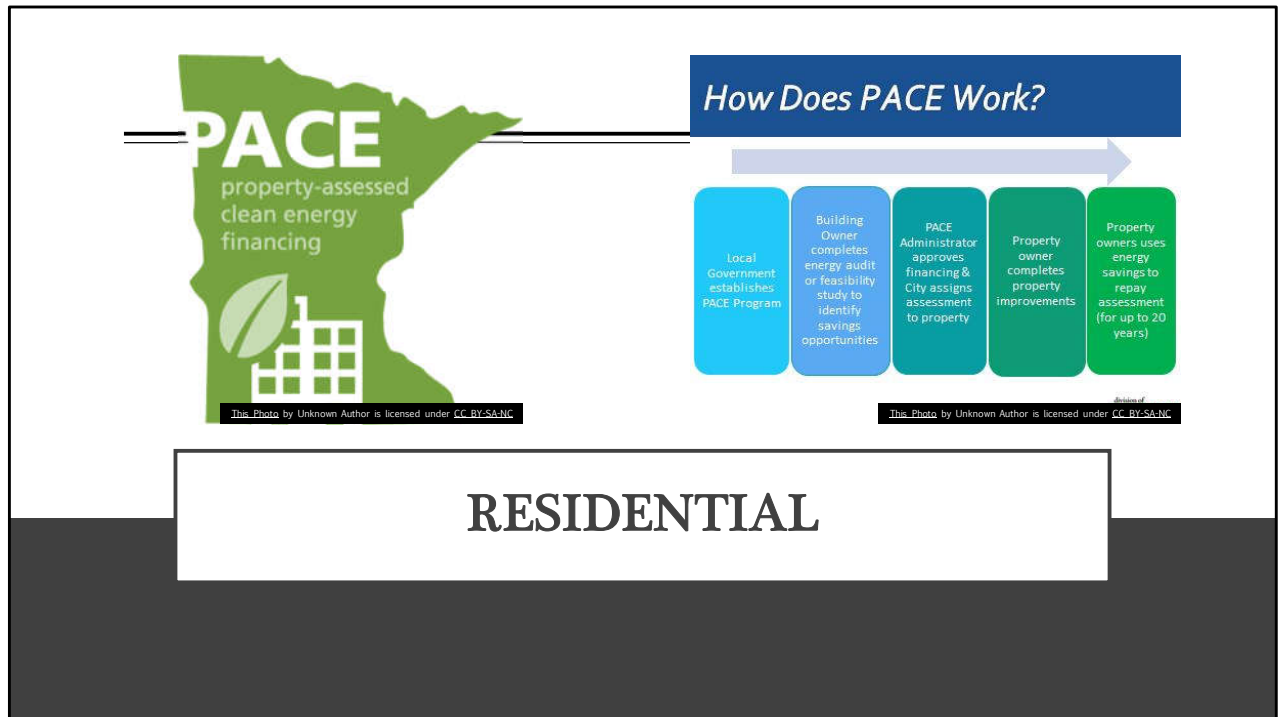 PACE
property-assessed
clean energy
financing
This Photo by Unknown Author is licensed under CC BY-SA-NC
How Does PACE Work?
Local
Government
establishes
PACE Program
Building
Owner
completes
energy audit
or feasibility
study to
identify
savings
opportunities
PACE
Administrator
approves
financing &
City assigns
assessment
to property
Property
owner
completes
property
improvements
Property
owners uses
energy
savings to
repay
assessment
(for up to 20
years)
division of
This Photo by Unknown Author is licensed under CC BY-SA-NC
RESIDENTIAL